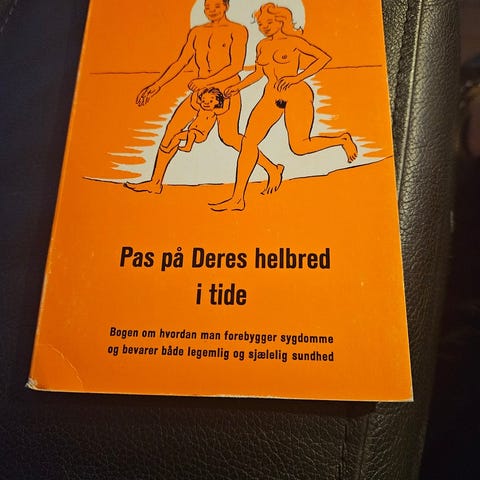 Pas på Deres helbred
i tide
Bogen om hvordan man forebygger sygdomme
og bevarer både legemlig og sjælelig sundhed